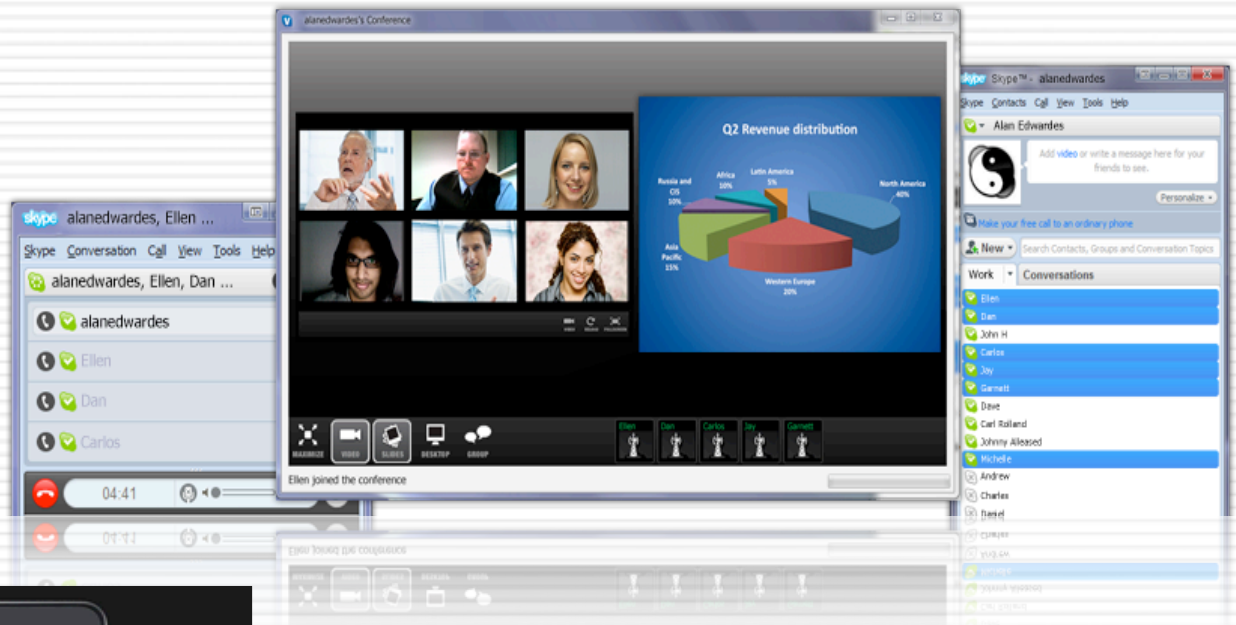 alanedwardes's Conference
Q2 Revenue distribution
Russia and
CIS
10%
Africa
10%
Latin America
5%
North America
40%
Asia
Pacific
15%
Western Europe
20%
MAXIMIZE
VIDEO
SLIDES
DESKTOP
GROUP
Ellen
Dan
Carlos
Jay
Garnett
Ellen joined the conference
skype alanedwardes, Ellen ...
Skype Conversation Call View Tools Help
alanedwardes, Ellen, Dan ...
alanedwardes
Ellen
Dan
Carlos
04:41
skype Skype™ - alanedwardes
Skype Contacts Call View Tools Help
Alan Edwardes
Add video or write a message here for your
friends to see.
Personalize
Make your free call to an ordinary phone
New
Search Contacts, Groups and Conversation Topics
Work
Conversations
Ellen
Dan
John H
Carlos
Jay
Garnett
Dave
Carl Rolland
Johnny Alleased
Michelle
Andrew
Charles
Daniel